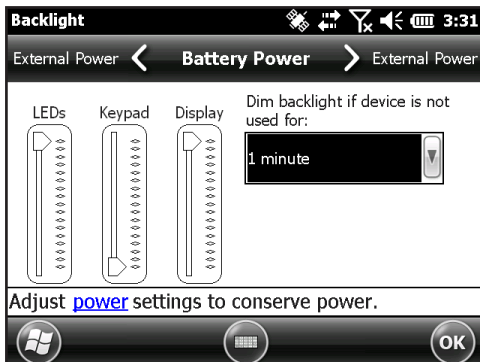 Backlight 3:31
External Power Battery Power External Power
LEDs Keypad Display
Dim backlight if device is not
used for:
1 minute
Adjust power settings to conserve power.
OK